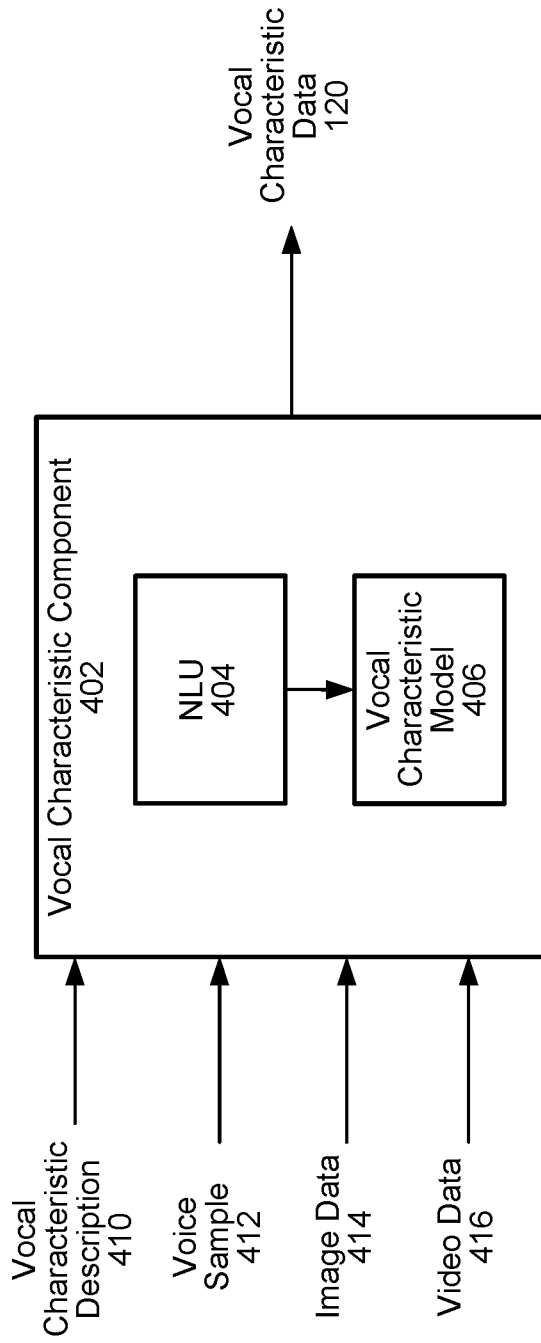 Vocal
Characteristic
Description
410
Voice
Sample
412
Image Data
414
Video Data
416
Vocal Characteristic Component
402
NLU
404
Vocal
Characteristic
Model
406
Vocal
Characteristic
Data
120